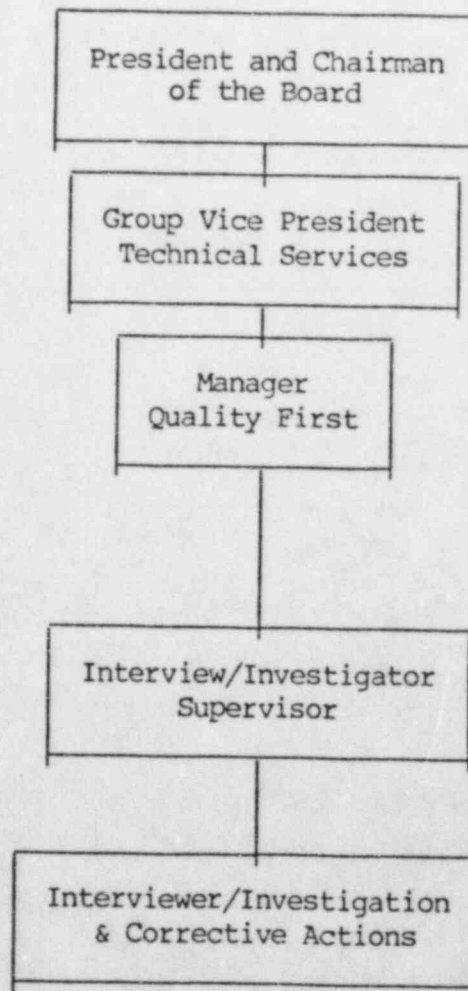 President and Chairman
of the Board
Group Vice President
Technical Services
Manager
Quality First
Interview/Investigator
Supervisor
Interviewer/Investigation
& Corrective Actions